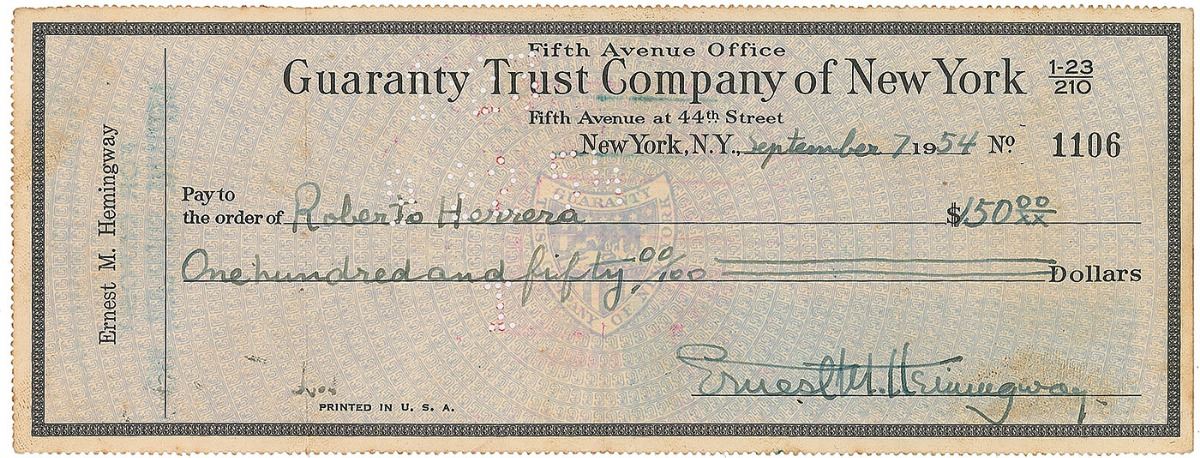 Fifth Avenue Office
Guaranty Trust Company of New York 1-23/210
Fifth Avenue at 44th Street
New York, N.Y., September 7 1954 No 1106
Ernest M. Hemingway
Pay to
the order of Roberto Herrera $150 00/xx
One hundred and fifty 00/100 Dollars
Ernest M. Hemingway
PRINTED IN U. S. A.